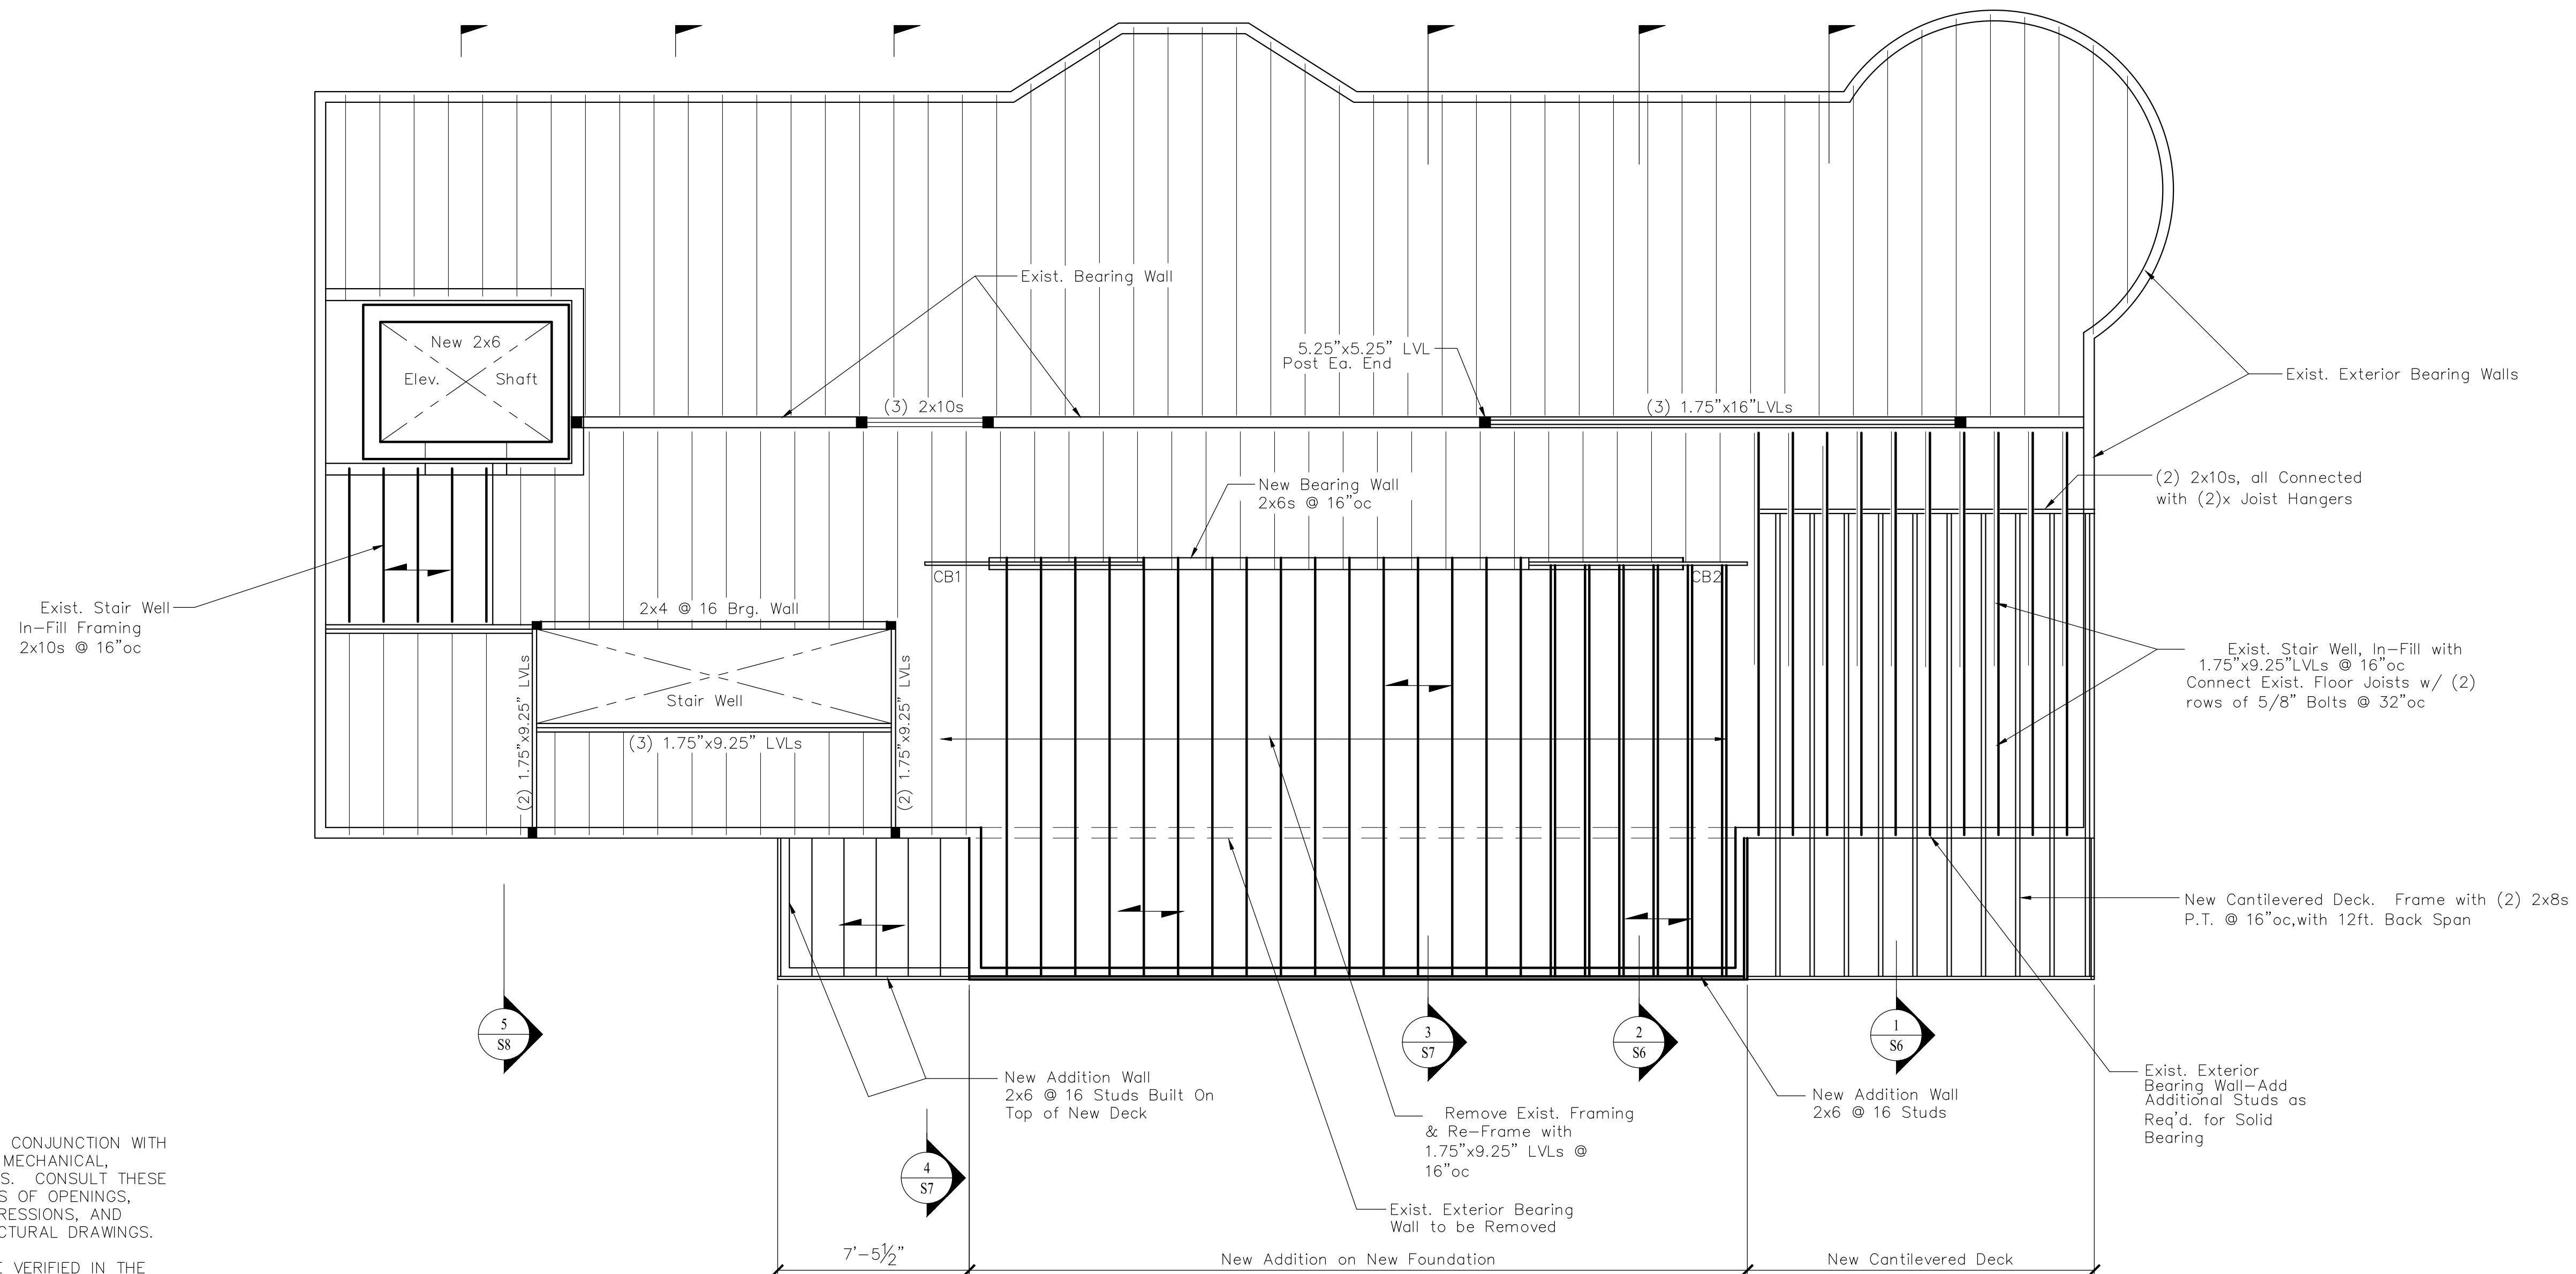 Exist. Bearing Wall
5.25"x5.25" LVL
Post Ea. End
New 2x6
Elev. Shaft
(3) 2x10s
(3) 1.75"x16"LVLs
Exist. Exterior Bearing Walls
(2) 2x10s, all Connected
with (2)x Joist Hangers
New Bearing Wall
2x6s @ 16"oc
CB1
CB2
Exist. Stair Well
In-Fill Framing
2x10s @ 16"oc
2x4 @ 16 Brg. Wall
(2) 1.75"x9.25" LVLs
Stair Well
(3) 1.75"x9.25" LVLs
(2) 1.75"x9.25" LVLs
Exist. Stair Well, In-Fill with
1.75"x9.25"LVLs @ 16"oc
Connect Exist. Floor Joists w/ (2)
rows of 5/8" Bolts @ 32"oc
New Cantilevered Deck. Frame with (2) 2x8s
P.T. @ 16"oc,with 12ft. Back Span
5
S8
3
S7
2
S6
1
S6
New Addition Wall
2x6 @ 16 Studs Built On
Top of New Deck
Remove Exist. Framing
& Re-Frame with
1.75"x9.25" LVLs @
16"oc
New Addition Wall
2x6 @ 16 Studs
Exist. Exterior
Bearing Wall-Add
Additional Studs as
Req'd. for Solid
Bearing
4
S7
Exist. Exterior Bearing
Wall to be Removed
CONJUNCTION WITH
MECHANICAL,
S. CONSULT THESE
S OF OPENINGS,
RESSIONS, AND
CTURAL DRAWINGS.
E VERIFIED IN THE
7'-5½"
New Addition on New Foundation
New Cantilevered Deck